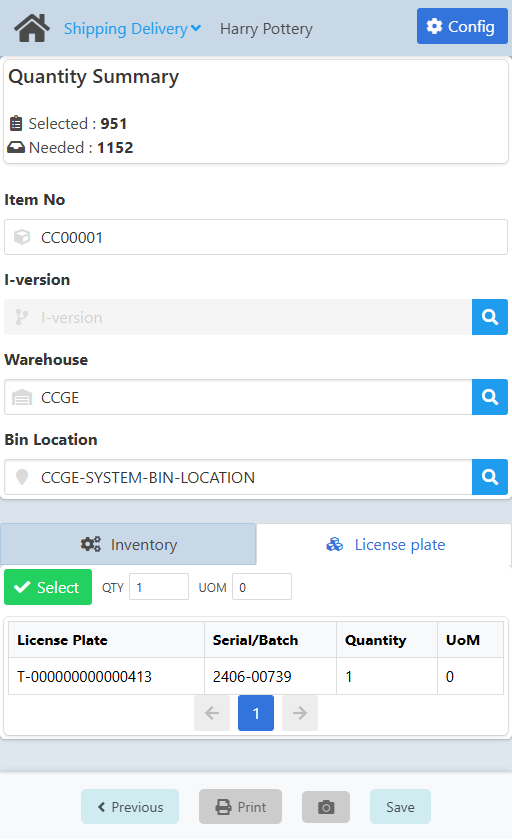 Shipping Delivery Harry Pottery Config
Quantity Summary
Selected : 951
Needed : 1152
Item No
CC00001
I-version
I-version
Warehouse
CCGE
Bin Location
CCGE-SYSTEM-BIN-LOCATION
Inventory License plate
Select QTY 1 UOM 0
License Plate Serial/Batch Quantity UoM
T-000000000000413 2406-00739 1 0
1
Previous Print Save